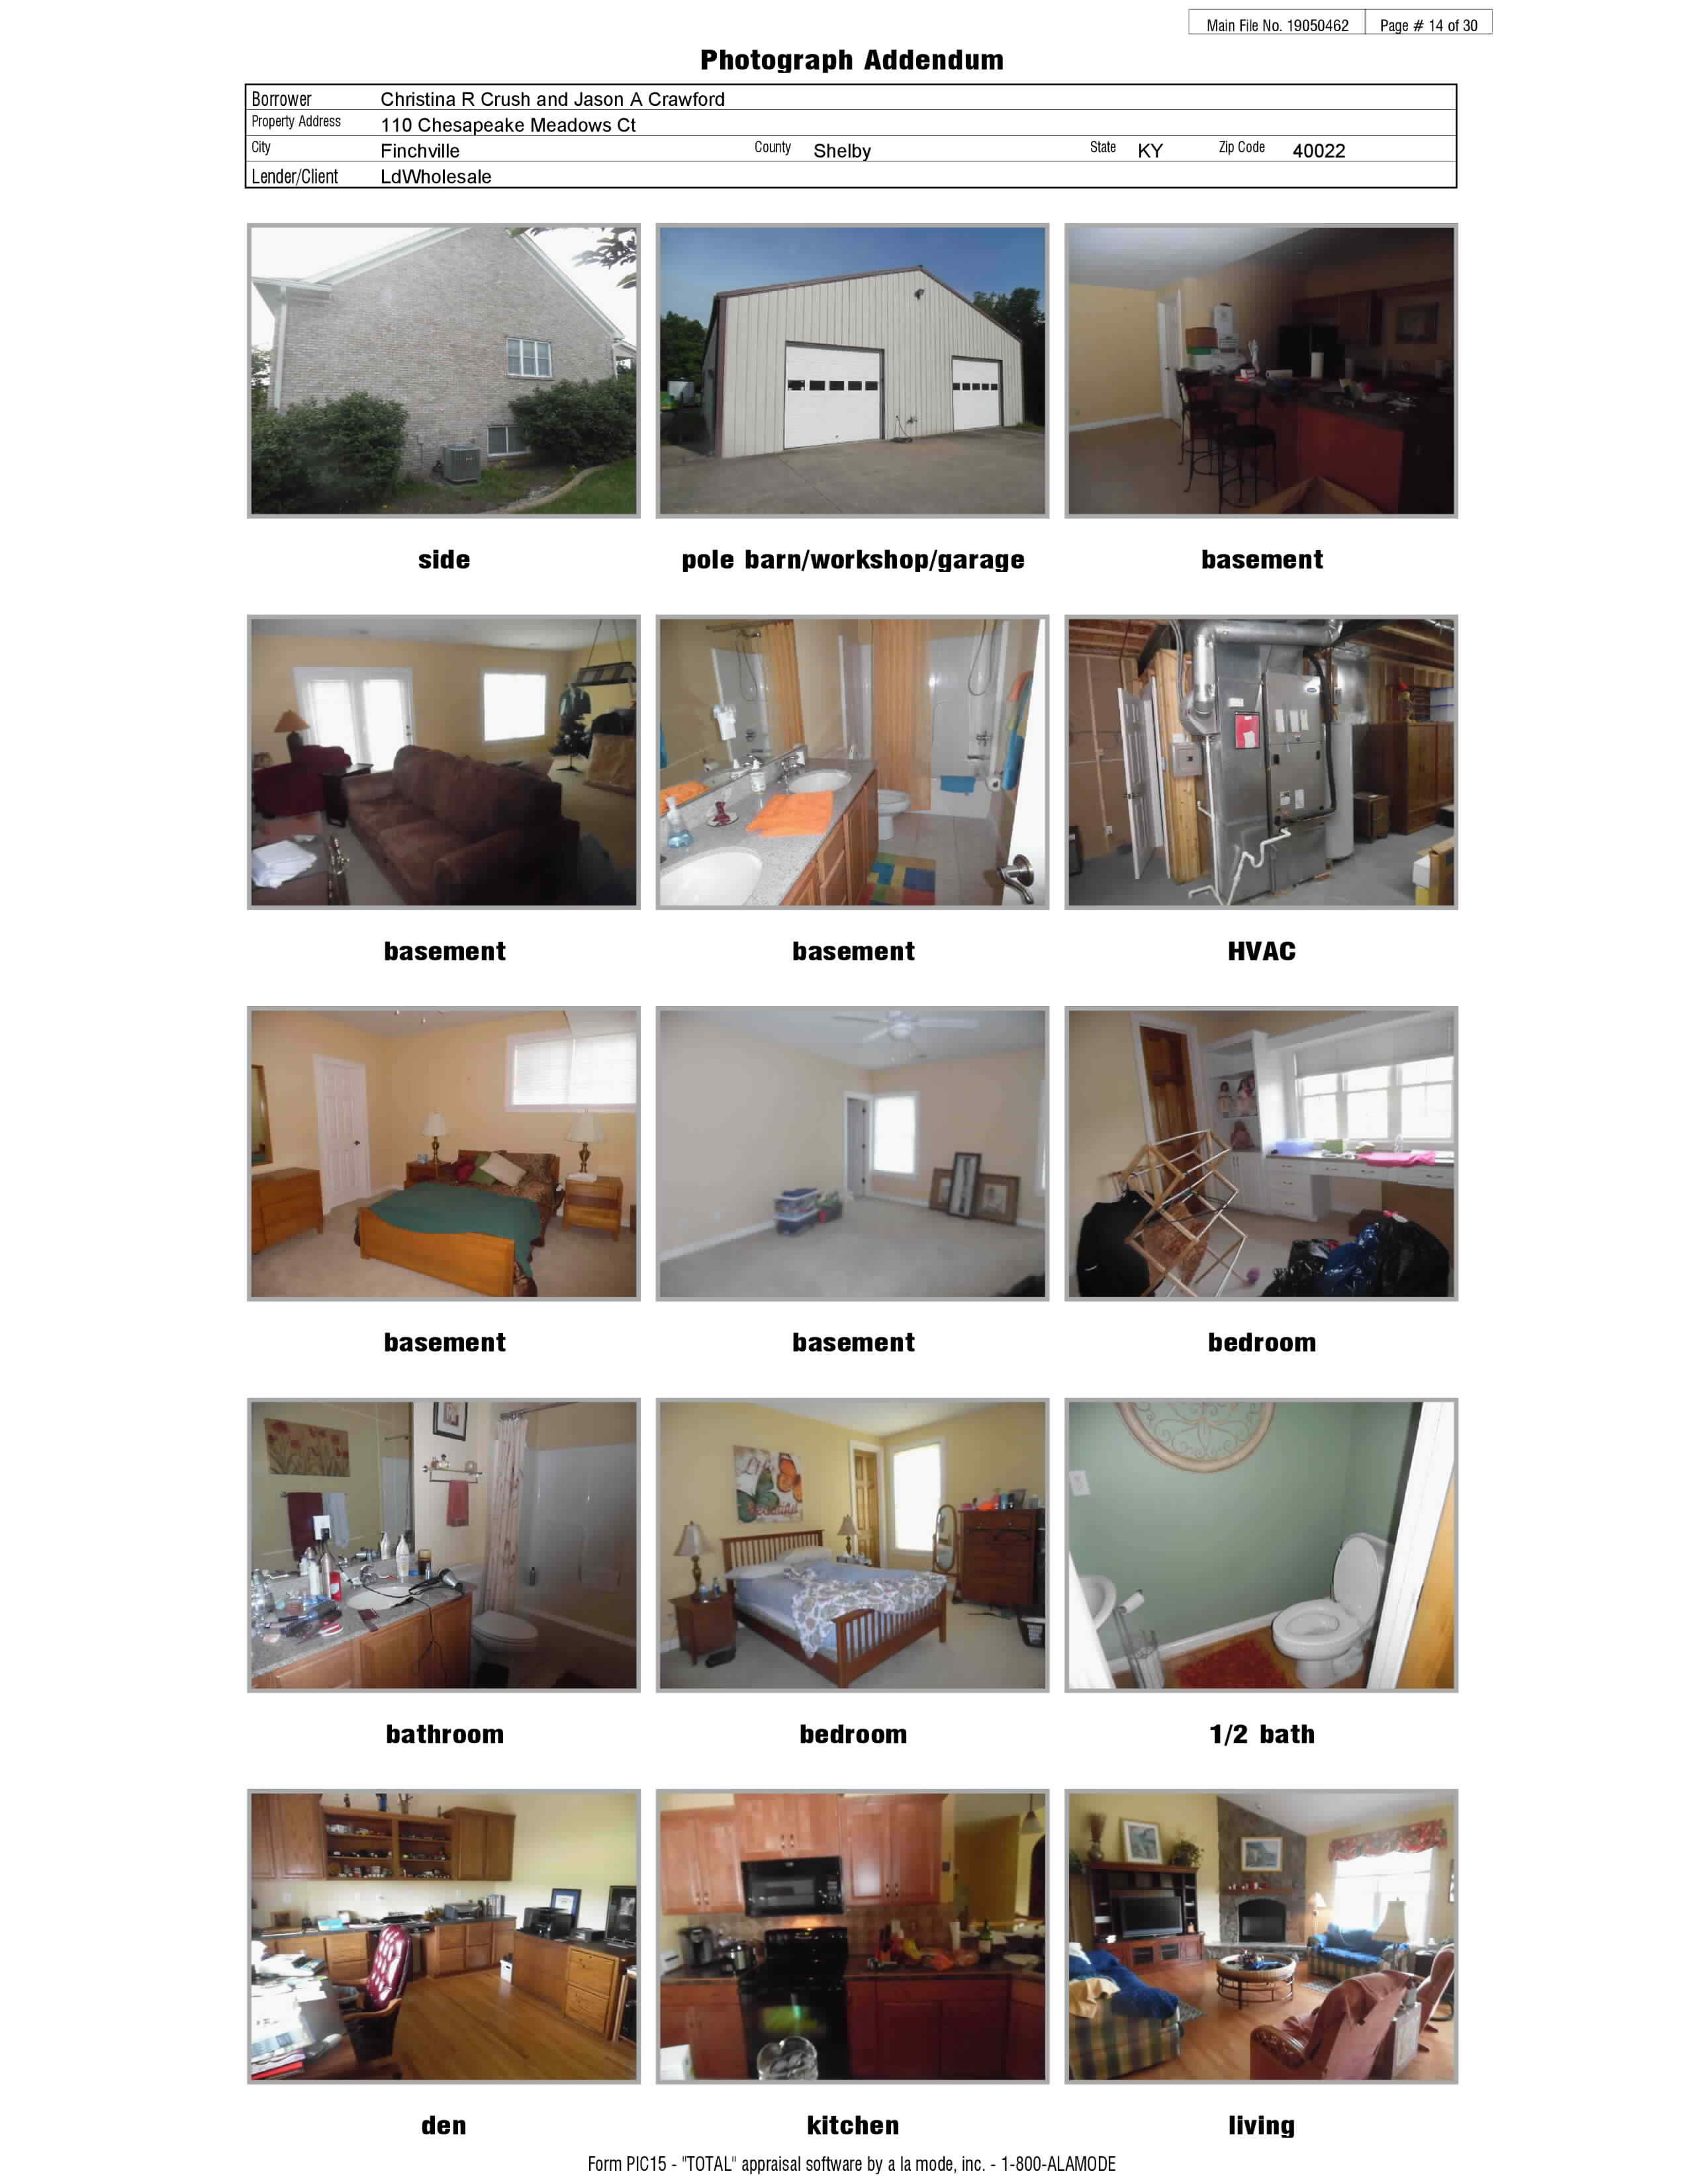 Main File No. 19050462 Page # 14 of 30
Photograph Addendum
Borrower Christina R Crush and Jason A Crawford
Property Address 110 Chesapeake Meadows Ct
City Finchville County Shelby State KY Zip Code 40022
Lender/Client LdWholesale
side pole barn/workshop/garage basement
basement basement HVAC
basement basement bedroom
bathroom bedroom 1/2 bath
den kitchen living
Form PIC15 - "TOTAL" appraisal software by a la mode, inc. - 1-800-ALAMODE